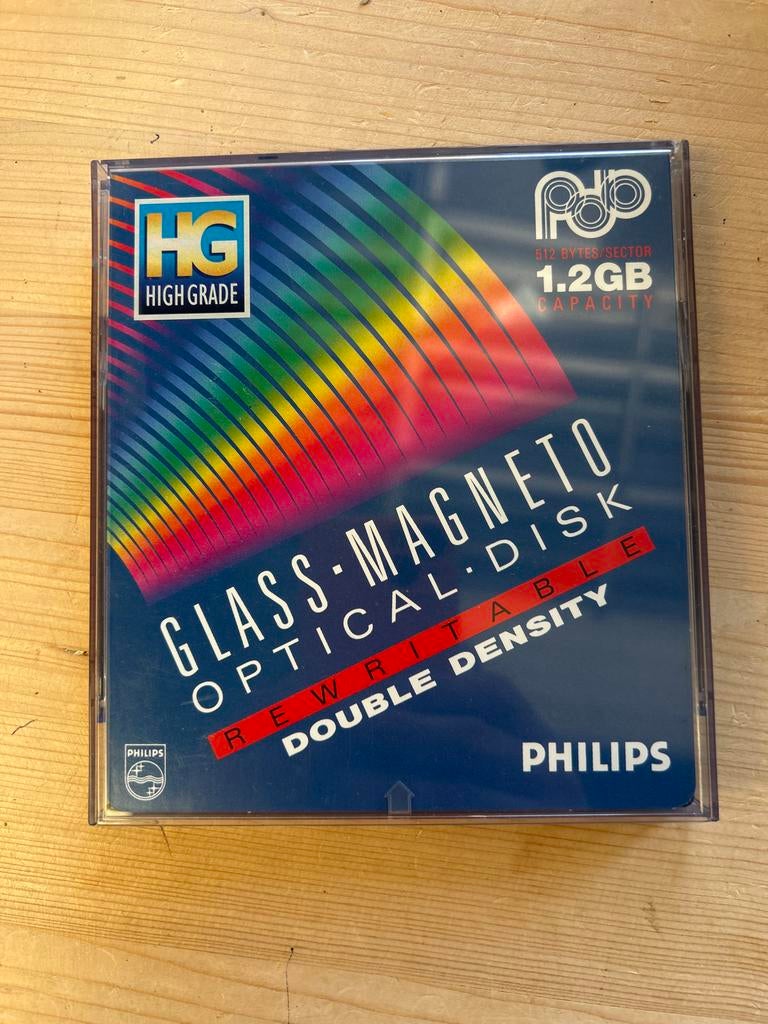 HG
HIGH GRADE
PDO
512 BYTES/SECTOR
1.2GB
CAPACITY
GLASS·MAGNETO
OPTICAL·DISK
REWRITABLE
DOUBLE DENSITY
PHILIPS
PHILIPS